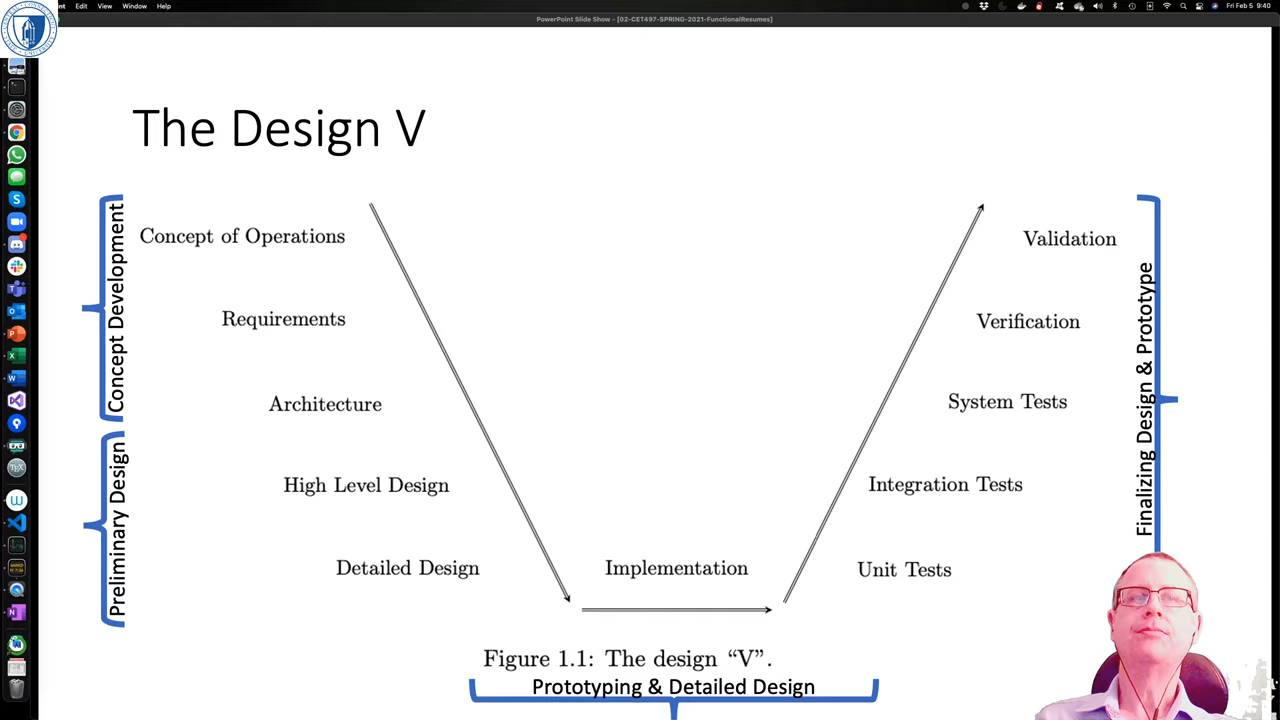 Edit View Window Help
Fri Feb 5 9:40
PowerPoint Slide Show - [02-CET497-SPRING-2021-FunctionalResumes]
The Design V
Concept Development
Preliminary Design
Concept of Operations
Requirements
Architecture
High Level Design
Detailed Design
Implementation
Validation
Verification
System Tests
Integration Tests
Unit Tests
Finalizing Design & Prototype
Figure 1.1: The design “V”.
Prototyping & Detailed Design